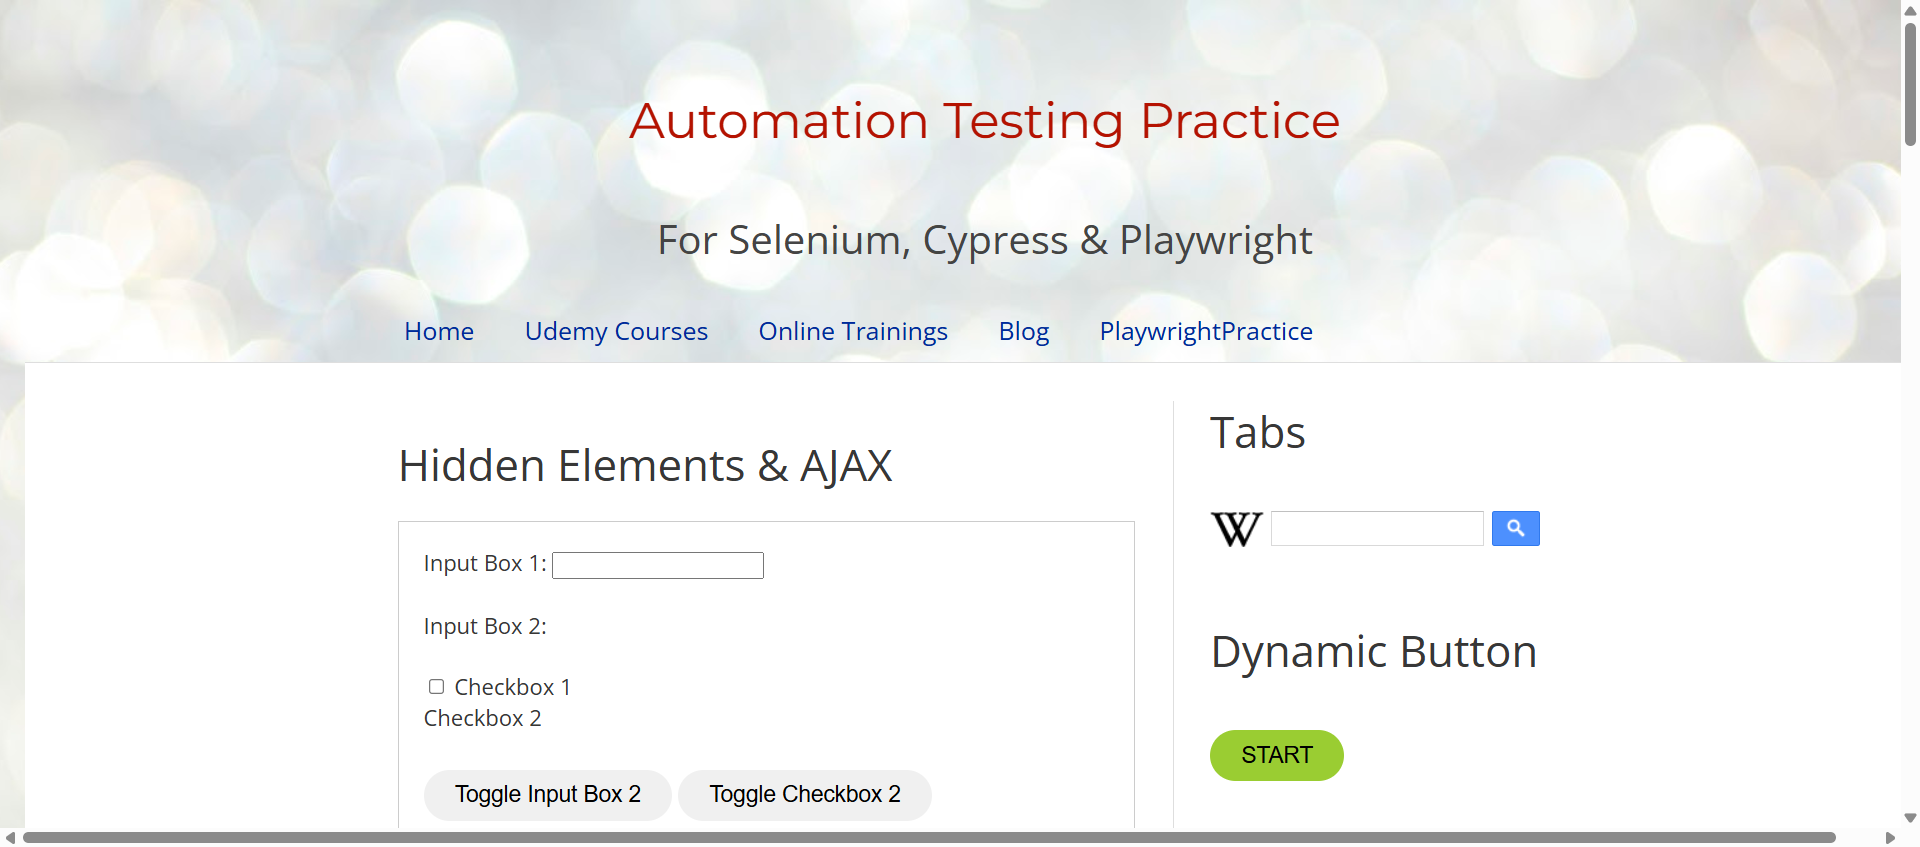 Automation Testing Practice
For Selenium, Cypress & Playwright
Home Udemy Courses Online Trainings Blog PlaywrightPractice
Hidden Elements & AJAX
Input Box 1:
Input Box 2:
Checkbox 1
Checkbox 2
Toggle Input Box 2 Toggle Checkbox 2
Tabs
W
Dynamic Button
START